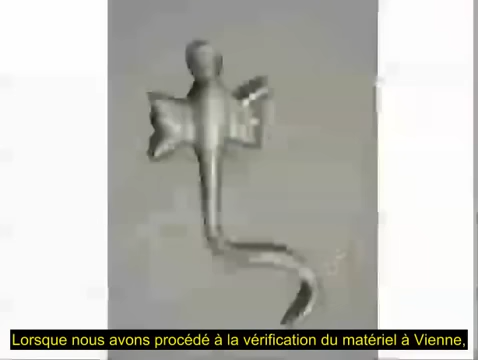 Lorsque nous avons procédé à la vérification du matériel à Vienne,